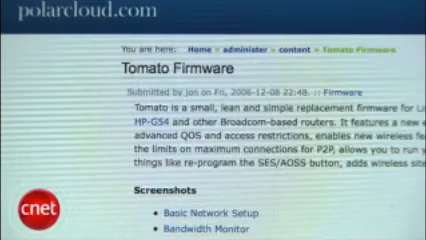 polarcloud.com
You are here: Home » administer » content » Tomato Firmware
Tomato Firmware
Submitted by jon on Fri, 2006-12-08 22:48. :: Firmware
Tomato is a small, lean and simple replacement firmware for Li
HP-GS4 and other Broadcom-based routers. It features a new
advanced QOS and access restrictions, enables new wireless fe
the limits on maximum connections for P2P, allows you to run y
things like re-program the SES/AOSS button, adds wireless site
Screenshots
• Basic Network Setup
• Bandwidth Monitor
cnet